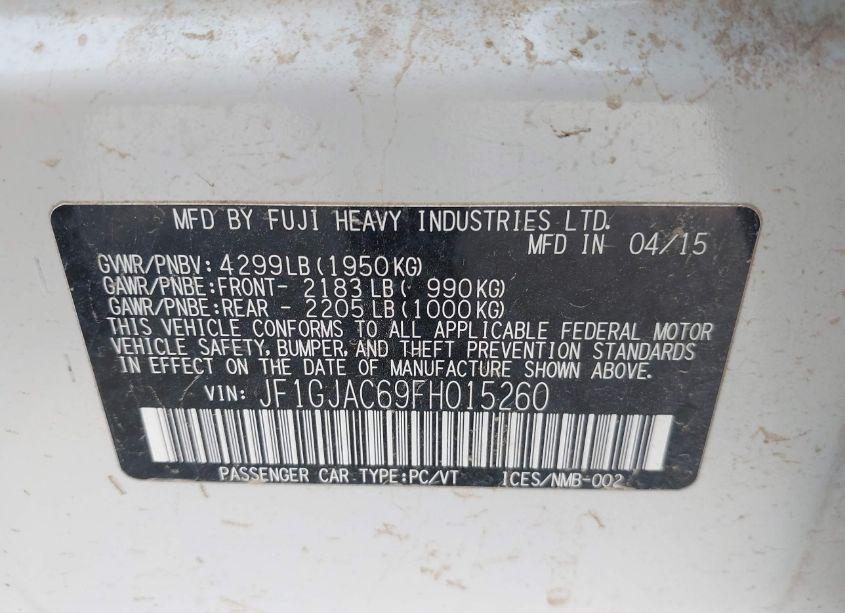 MFD BY FUJI HEAVY INDUSTRIES LTD.
MFD IN 04/15
GVWR/PNBV: 4299LB(1950KG)
GAWR/PNBE:FRONT- 2183LB( 990KG)
GAWR/PNBE:REAR - 2205LB(1000KG)
THIS VEHICLE CONFORMS TO ALL APPLICABLE FEDERAL MOTOR
VEHICLE SAFETY, BUMPER, AND THEFT PREVENTION STANDARDS
IN EFFECT ON THE DATE OF MANUFACTURE SHOWN ABOVE.
VIN: JF1GJAC69FH015260
PASSENGER CAR TYPE:PC/VT ICES/NMB-002